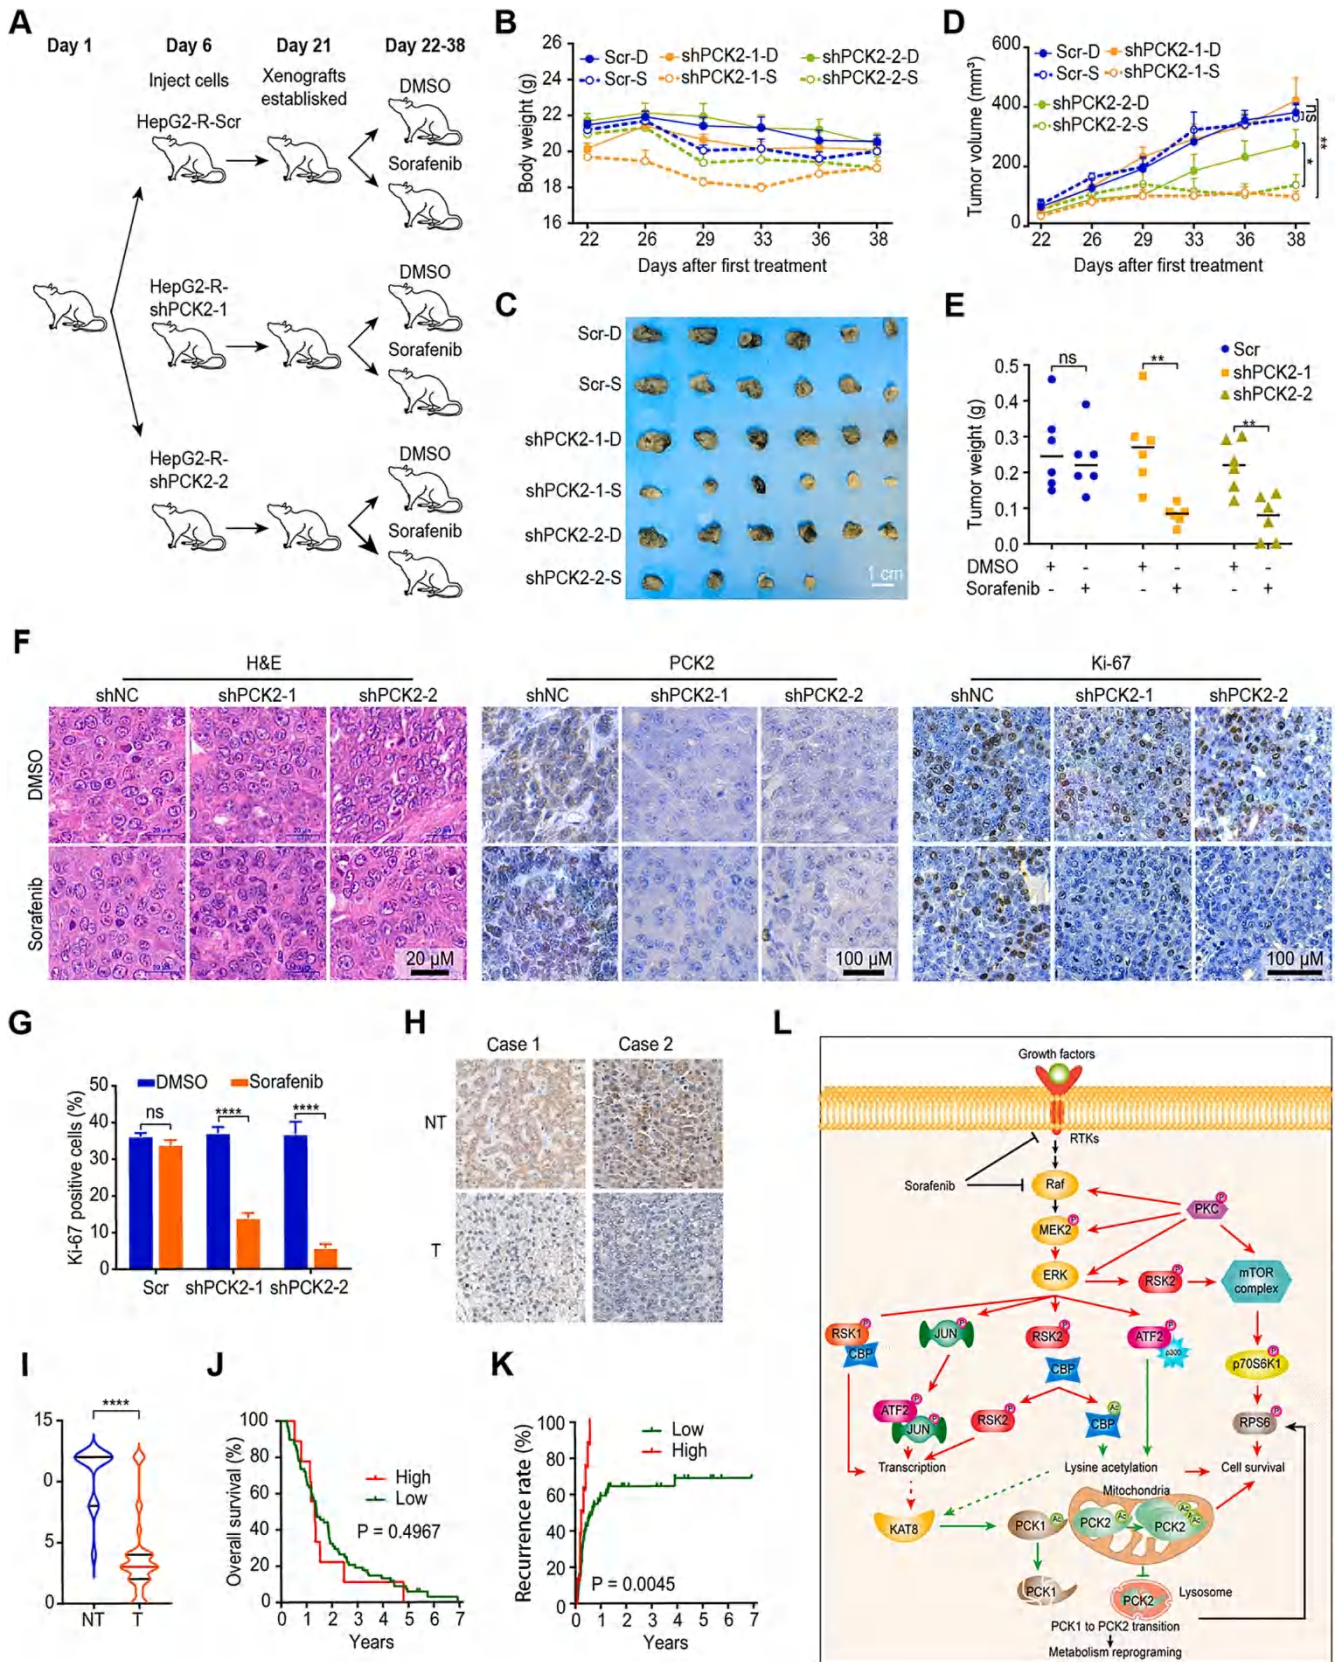 A
Day 1
Day 6
Day 21
Day 22-38
Inject cells
Xenografts
establisked
DMSO
HepG2-R-Scr
Sorafenib
HepG2-R-
shPCK2-1
DMSO
Sorafenib
HepG2-R-
shPCK2-2
DMSO
Sorafenib
B
Body weight (g)
26
24
22
20
18
16
Scr-D
shPCK2-1-D
shPCK2-2-D
Scr-S
shPCK2-1-S
shPCK2-2-S
22 26 29 33 36 38
Days after first treatment
D
Tumor volume (mm³)
600
400
200
0
Scr-D
shPCK2-1-D
Scr-S
shPCK2-1-S
shPCK2-2-D
shPCK2-2-S
ns
*
**
22 26 29 33 36 38
Days after first treatment
C
Scr-D
Scr-S
shPCK2-1-D
shPCK2-1-S
shPCK2-2-D
shPCK2-2-S
1 cm
E
Tumor weight (g)
0.5
0.4
0.3
0.2
0.1
0.0
ns
**
**
Scr
shPCK2-1
shPCK2-2
DMSO + - + - + -
Sorafenib - + - + - +
F
H&E
PCK2
Ki-67
shNC shPCK2-1 shPCK2-2
shNC shPCK2-1 shPCK2-2
shNC shPCK2-1 shPCK2-2
DMSO
Sorafenib
20 µM
100 µM
100 µM
G
Ki-67 positive cells (%)
50
40
30
20
10
0
DMSO
Sorafenib
ns
****
****
Scr shPCK2-1 shPCK2-2
H
Case 1
Case 2
NT
T
I
15
0
5
0
****
NT T
J
Overall survival (%)
100
80
60
40
20
0
High
Low
P = 0.4967
0 1 2 3 4 5 6 7
Years
K
Recurrence rate (%)
100
80
60
40
20
0
Low
High
P = 0.0045
0 1 2 3 4 5 6 7
Years
L
Growth factors
RTKs
Sorafenib
Raf
PKC
P
MEK2
P
ERK
RSK2
P
mTOR
complex
RSK1
P
CBP
JUN
P
RSK2
P
ATF2
P
p300
CBP
p70S6K1
P
ATF2
P
JUN
P
RSK2
P
CBP
Ac
RPS6
P
Transcription
Lysine acetylation
Cell survival
Mitochondria
KAT8
PCK1
Ac
PCK2
Ac
PCK2
Ac
PCK1
PCK2
Lysosome
PCK1 to PCK2 transition
Metabolism reprograming